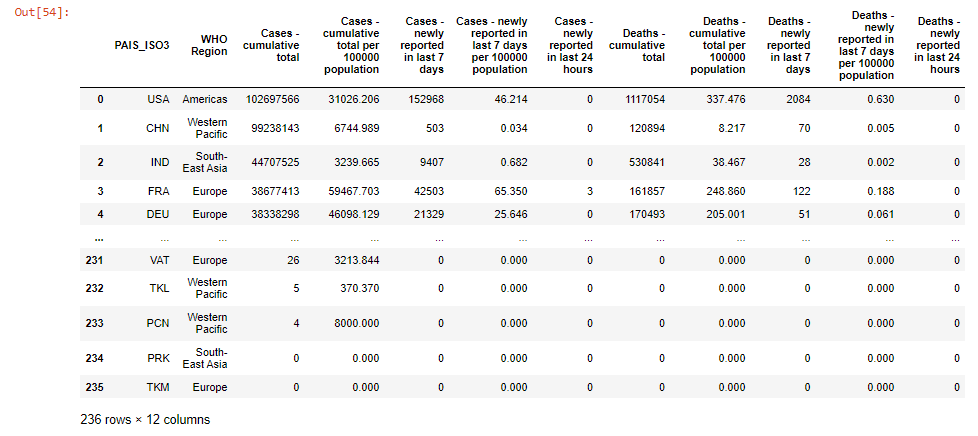 Out[54]:
PAIS_ISO3 WHO Region Cases - cumulative total Cases - cumulative total per 100000 population Cases - newly reported in last 7 days Cases - newly reported in last 7 days per 100000 population Cases - newly reported in last 24 hours Deaths - cumulative total Deaths - cumulative total per 100000 population Deaths - newly reported in last 7 days Deaths - newly reported in last 7 days per 100000 population Deaths - newly reported in last 24 hours
0 USA Americas 102697566 31026.206 152968 46.214 0 1117054 337.476 2084 0.630 0
1 CHN Western Pacific 99238143 6744.989 503 0.034 0 120894 8.217 70 0.005 0
2 IND South-East Asia 44707525 3239.665 9407 0.682 0 530841 38.467 28 0.002 0
3 FRA Europe 38677413 59467.703 42503 65.350 3 161857 248.860 122 0.188 0
4 DEU Europe 38338298 46098.129 21329 25.646 0 170493 205.001 51 0.061 0
... ... ... ... ... ... ... ... ... ... ... ... ...
231 VAT Europe 26 3213.844 0 0.000 0 0 0.000 0 0.000 0
232 TKL Western Pacific 5 370.370 0 0.000 0 0 0.000 0 0.000 0
233 PCN Western Pacific 4 8000.000 0 0.000 0 0 0.000 0 0.000 0
234 PRK South-East Asia 0 0.000 0 0.000 0 0 0.000 0 0.000 0
235 TKM Europe 0 0.000 0 0.000 0 0 0.000 0 0.000 0
236 rows × 12 columns